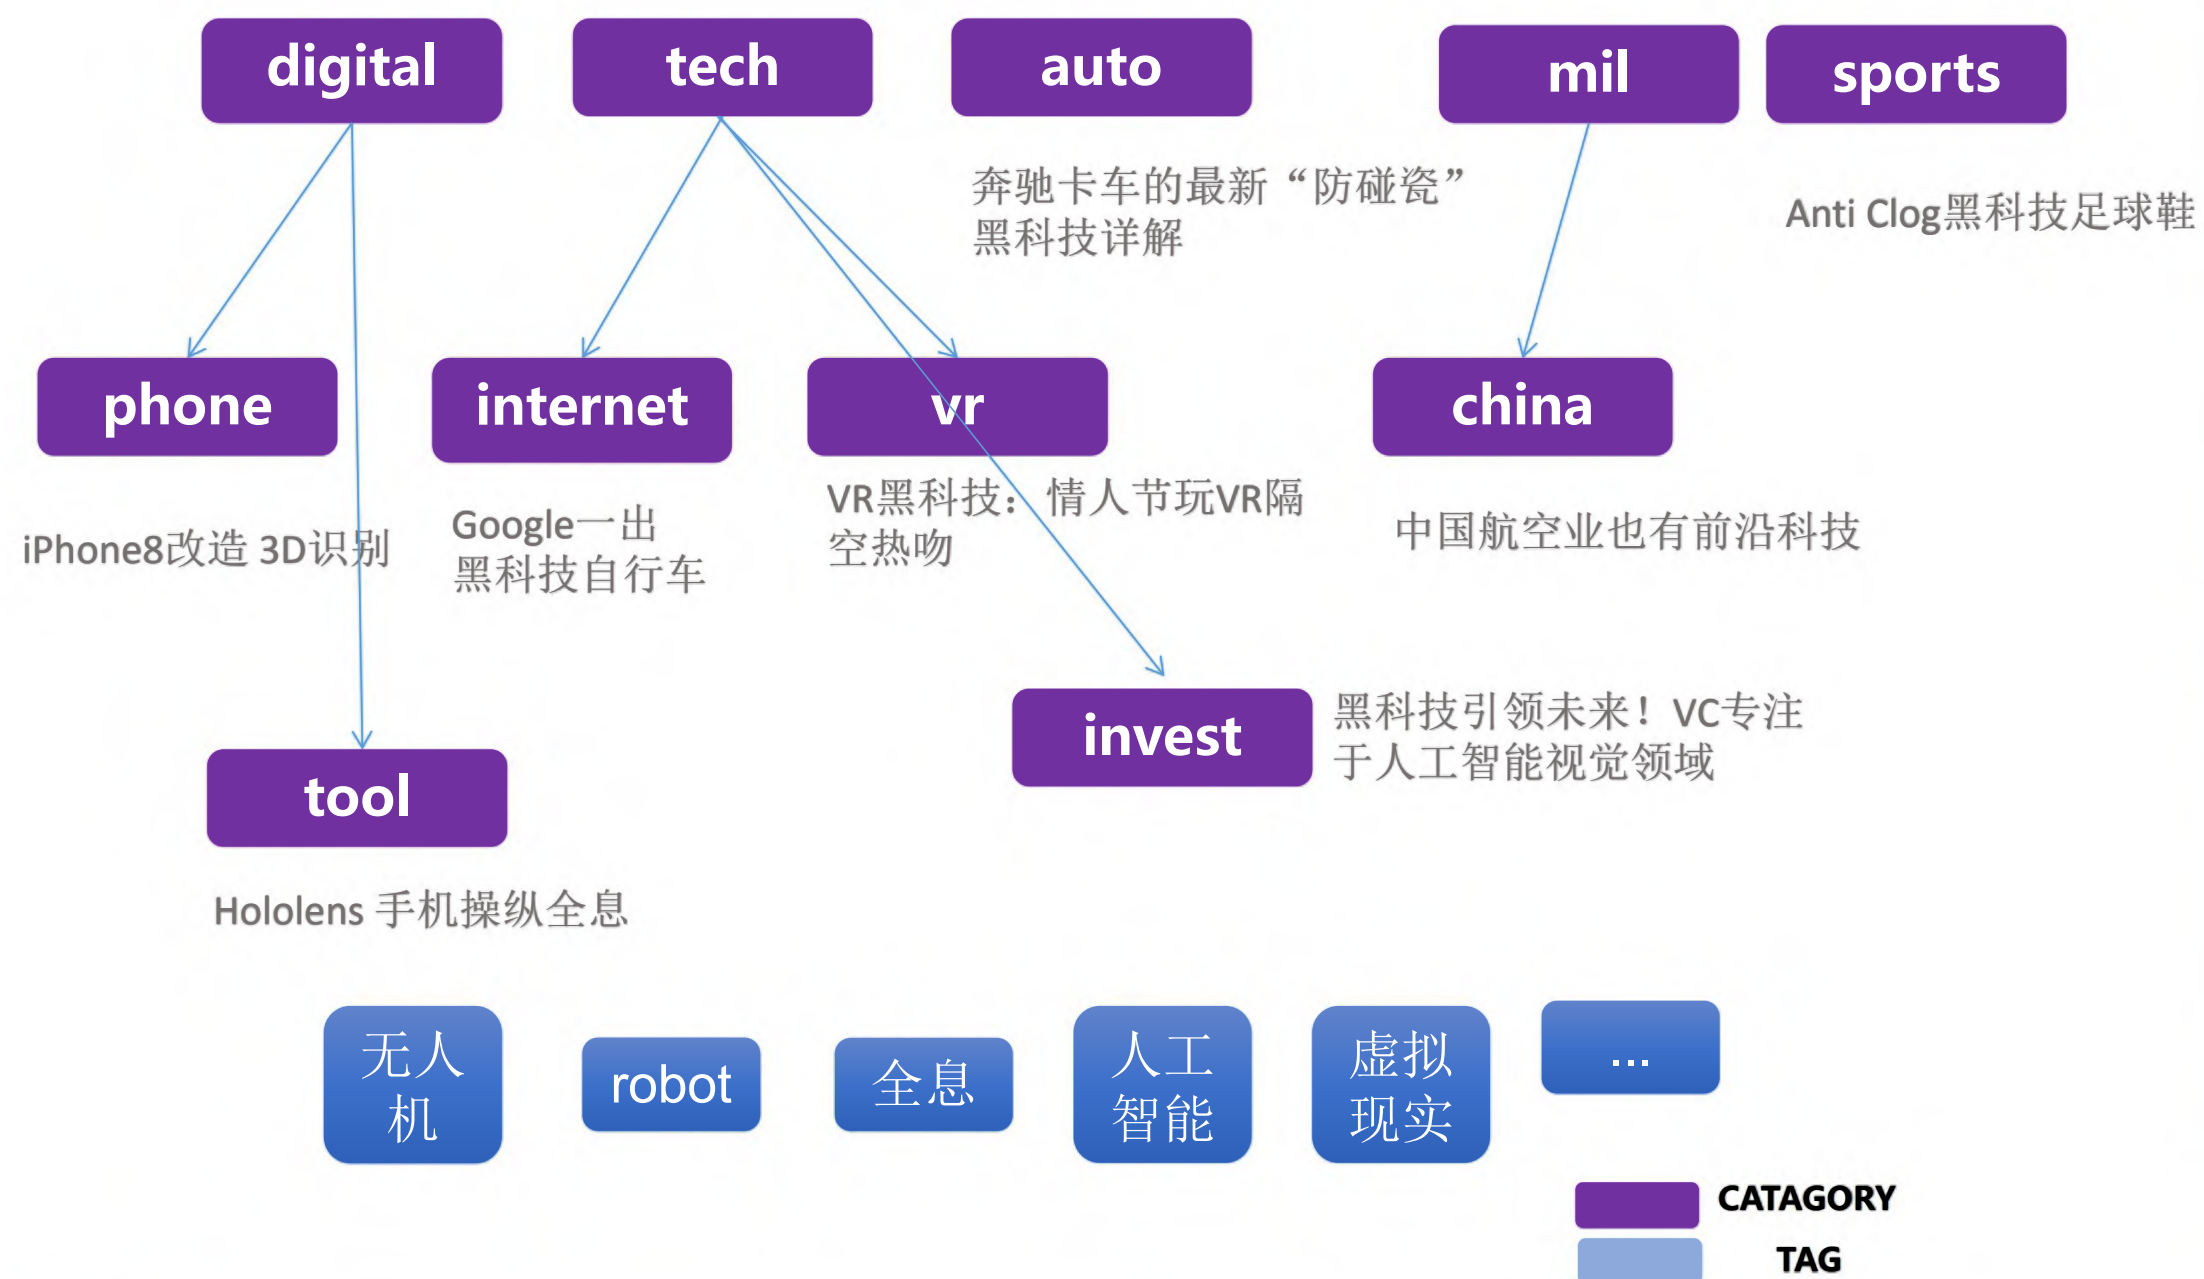 digital
tech
auto
mil
sports
奔驰卡车的最新“防碰瓷”
黑科技详解
Anti Clog黑科技足球鞋
phone
internet
vr
china
iPhone8改造 3D识别
Google一出
黑科技自行车
VR黑科技：情人节玩VR隔
空热吻
中国航空业也有前沿科技
invest
黑科技引领未来！VC专注
于人工智能视觉领域
tool
Hololens 手机操纵全息
无人
机
robot
全息
人工
智能
虚拟
现实
...
CATAGORY
TAG